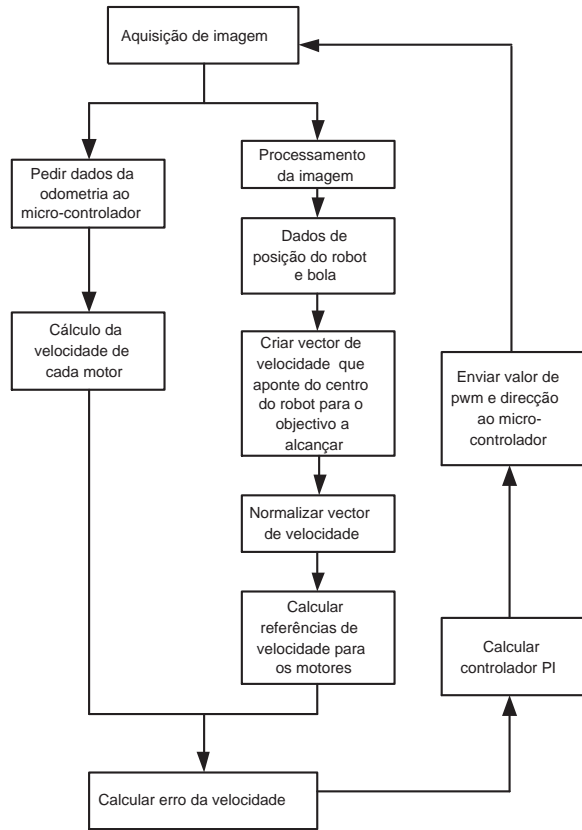 Aquisição de imagem
Pedir dados da
odometria ao
micro-controlador
Cálculo da
velocidade de
cada motor
Processamento
da imagem
Dados de
posição do robot
e bola
Criar vector de
velocidade que
aponte do centro
do robot para o
objectivo a
alcançar
Normalizar vector
de velocidade
Calcular
referências de
velocidade para
os motores
Calcular erro da velocidade
Calcular
controlador PI
Enviar valor de
pwm e direcção
ao micro-
controlador